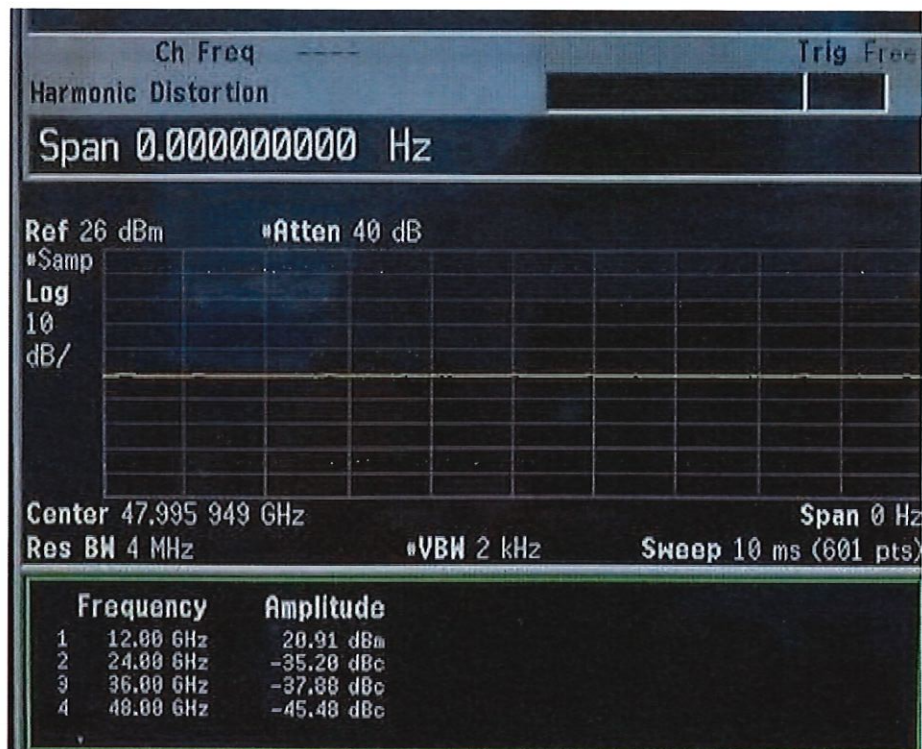 Ch Freq ---- Trig Free
Harmonic Distortion
Span 0.000000000 Hz
Ref 26 dBm #Atten 40 dB
#Samp
Log
10
dB/
Center 47.995 949 GHz Span 0 Hz
Res BW 4 MHz #VBW 2 kHz Sweep 10 ms (601 pts)
Frequency Amplitude
1 12.00 GHz 20.91 dBm
2 24.00 GHz -35.20 dBc
3 36.00 GHz -37.88 dBc
4 48.00 GHz -45.48 dBc